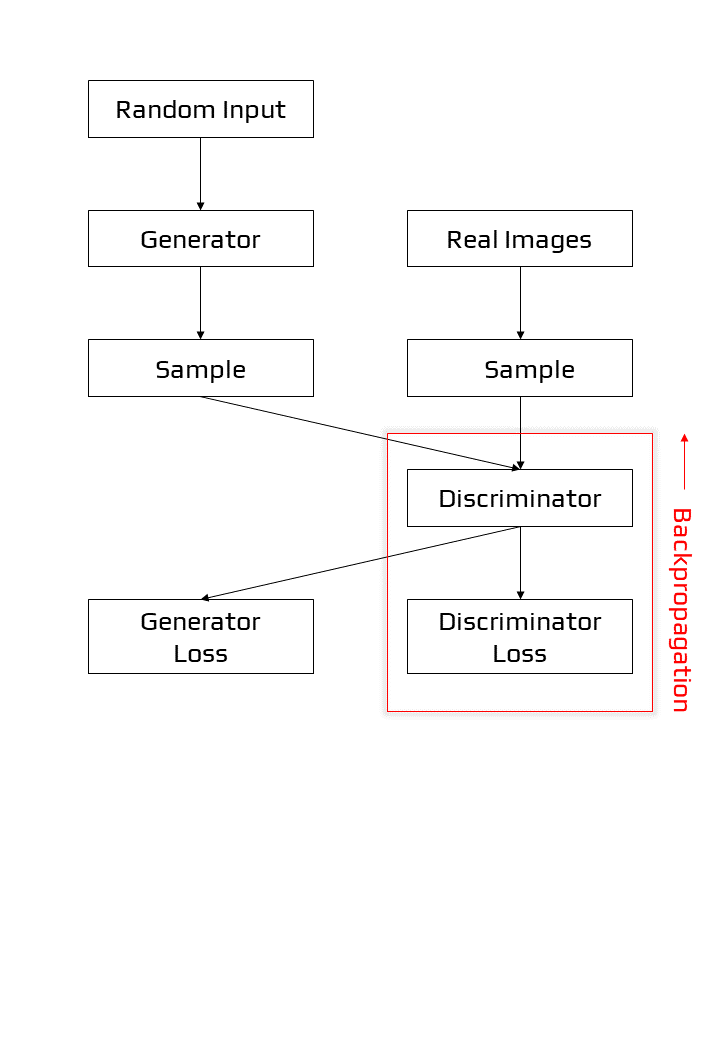 Random Input
Generator
Real Images
Sample
Sample
Discriminator
Generator
Loss
Discriminator
Loss
Backpropagation